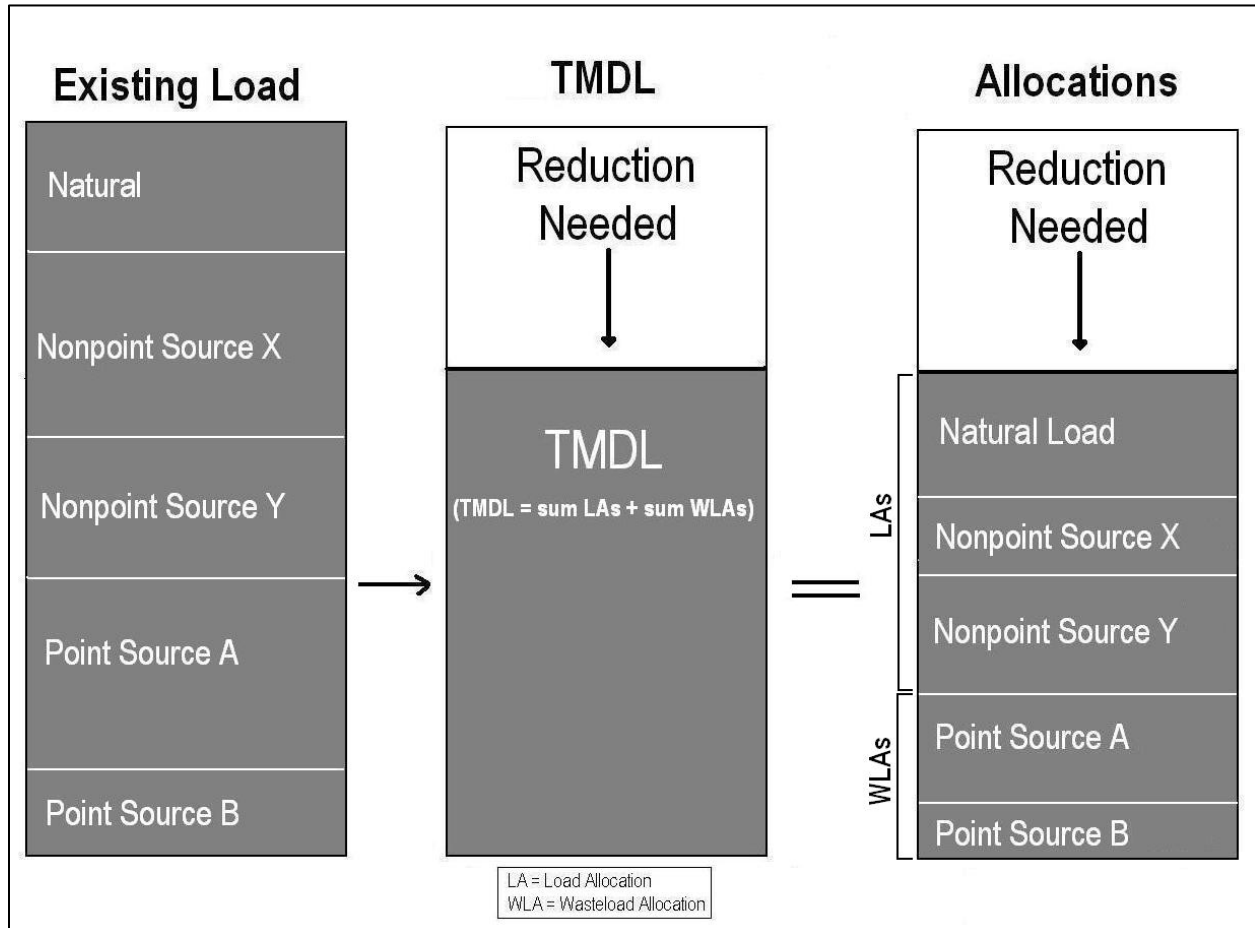 Existing Load
Natural
Nonpoint Source X
Nonpoint Source Y
Point Source A
Point Source B
TMDL
Reduction
Needed
TMDL
(TMDL = sum LAs + sum WLAs)
Allocations
Reduction
Needed
LAs
Natural Load
Nonpoint Source X
Nonpoint Source Y
WLAs
Point Source A
Point Source B
LA = Load Allocation
WLA = Wasteload Allocation